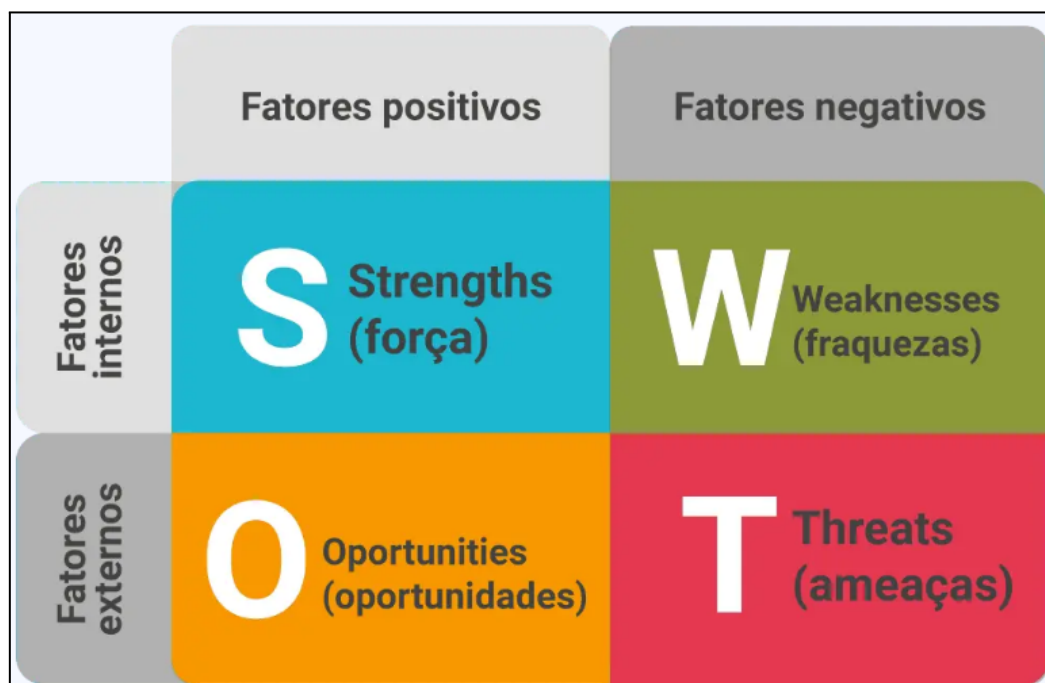 Fatores positivos
Fatores negativos
Fatores
internos
S
Strengths
(força)
W
Weaknesses
(fraquezas)
Fatores
externos
O
Oportunities
(oportunidades)
T
Threats
(ameaças)